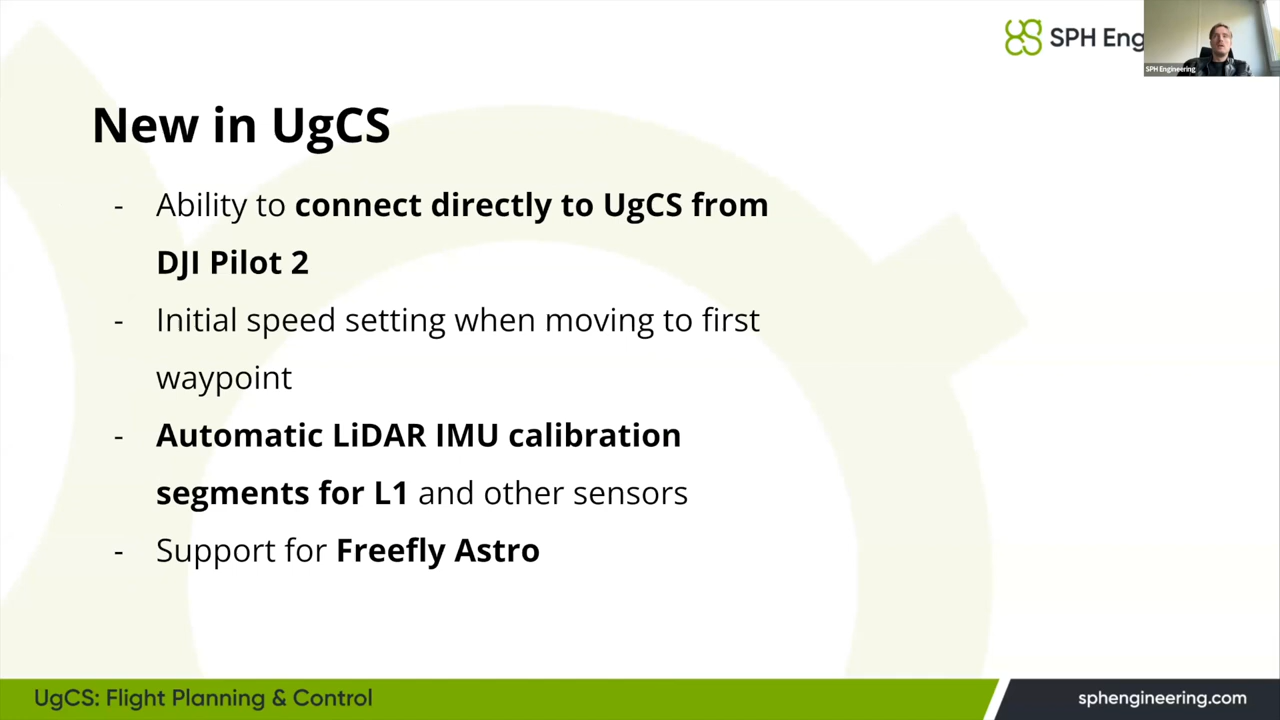 SPH Eng
SPH Engineering
New in UgCS
- Ability to connect directly to UgCS from
DJI Pilot 2
- Initial speed setting when moving to first
waypoint
- Automatic LiDAR IMU calibration
segments for L1 and other sensors
- Support for Freefly Astro
UgCS: Flight Planning & Control
sphengineering.com